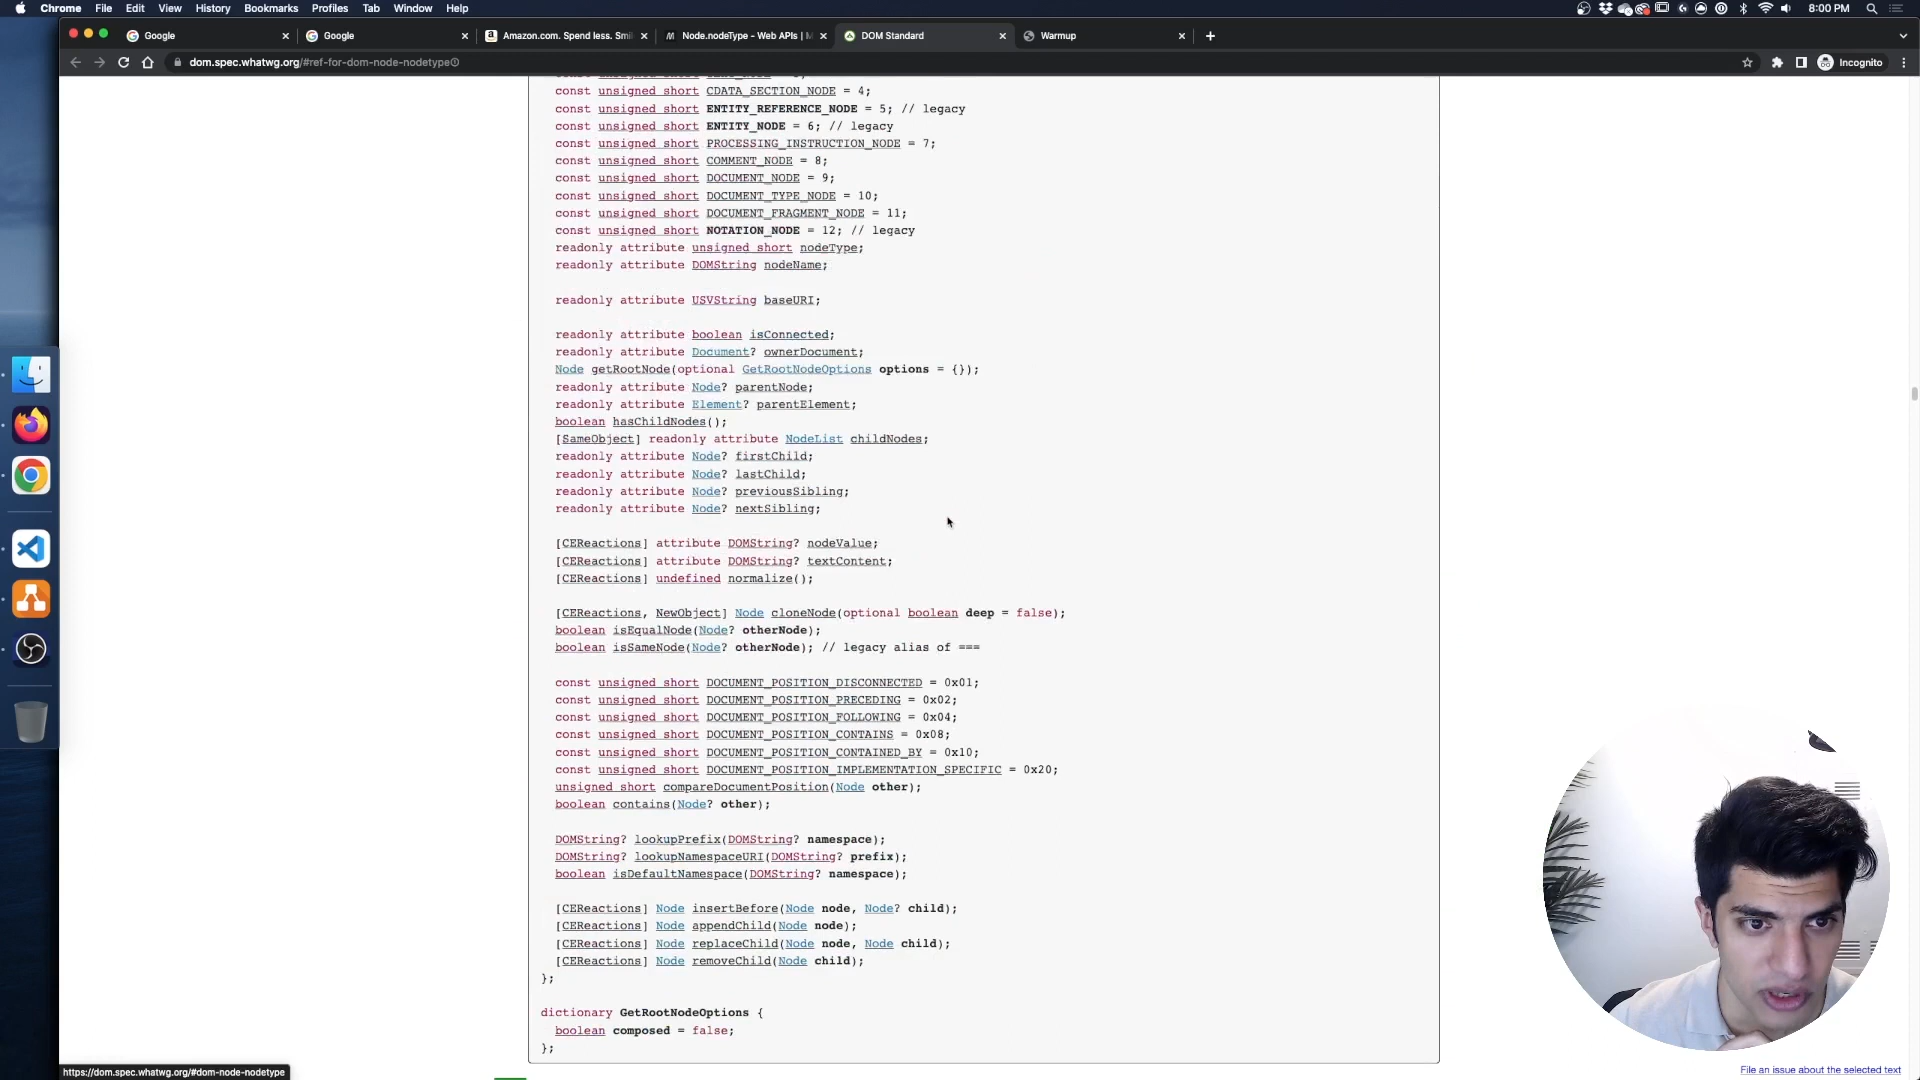 Chrome File Edit View History Bookmarks Profiles Tab Window Help 8:00 PM
Google Google Amazon.com. Spend less. Smi Node.nodeType - Web APIs | M DOM Standard Warmup
dom.spec.whatwg.org/#ref-for-dom-node-nodetype① Incognito
const unsigned short CDATA_SECTION_NODE = 4;
const unsigned short ENTITY_REFERENCE_NODE = 5; // legacy
const unsigned short ENTITY_NODE = 6; // legacy
const unsigned short PROCESSING_INSTRUCTION_NODE = 7;
const unsigned short COMMENT_NODE = 8;
const unsigned short DOCUMENT_NODE = 9;
const unsigned short DOCUMENT_TYPE_NODE = 10;
const unsigned short DOCUMENT_FRAGMENT_NODE = 11;
const unsigned short NOTATION_NODE = 12; // legacy
readonly attribute unsigned short nodeType;
readonly attribute DOMString nodeName;
readonly attribute USVString baseURI;
readonly attribute boolean isConnected;
readonly attribute Document? ownerDocument;
Node getRootNode(optional GetRootNodeOptions options = {});
readonly attribute Node? parentNode;
readonly attribute Element? parentElement;
boolean hasChildNodes();
[SameObject] readonly attribute NodeList childNodes;
readonly attribute Node? firstChild;
readonly attribute Node? lastChild;
readonly attribute Node? previousSibling;
readonly attribute Node? nextSibling;
[CEReactions] attribute DOMString? nodeValue;
[CEReactions] attribute DOMString? textContent;
[CEReactions] undefined normalize();
[CEReactions, NewObject] Node cloneNode(optional boolean deep = false);
boolean isEqualNode(Node? otherNode);
boolean isSameNode(Node? otherNode); // legacy alias of ===
const unsigned short DOCUMENT_POSITION_DISCONNECTED = 0x01;
const unsigned short DOCUMENT_POSITION_PRECEDING = 0x02;
const unsigned short DOCUMENT_POSITION_FOLLOWING = 0x04;
const unsigned short DOCUMENT_POSITION_CONTAINS = 0x08;
const unsigned short DOCUMENT_POSITION_CONTAINED_BY = 0x10;
const unsigned short DOCUMENT_POSITION_IMPLEMENTATION_SPECIFIC = 0x20;
unsigned short compareDocumentPosition(Node other);
boolean contains(Node? other);
DOMString? lookupPrefix(DOMString? namespace);
DOMString? lookupNamespaceURI(DOMString? prefix);
boolean isDefaultNamespace(DOMString? namespace);
[CEReactions] Node insertBefore(Node node, Node? child);
[CEReactions] Node appendChild(Node node);
[CEReactions] Node replaceChild(Node node, Node child);
[CEReactions] Node removeChild(Node child);
};
dictionary GetRootNodeOptions {
boolean composed = false;
};
https://dom.spec.whatwg.org/#dom-node-nodetype
File an issue about the selected text